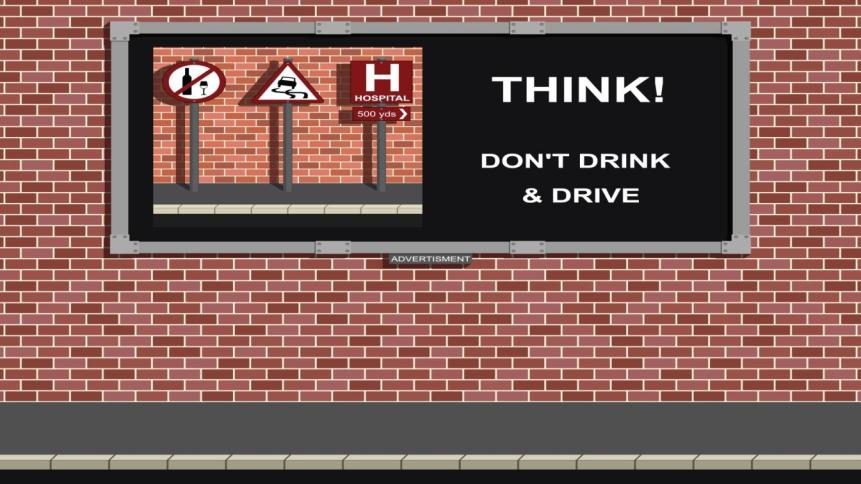 H
HOSPITAL
500 yds
THINK!
DON'T DRINK
& DRIVE
ADVERTISMENT